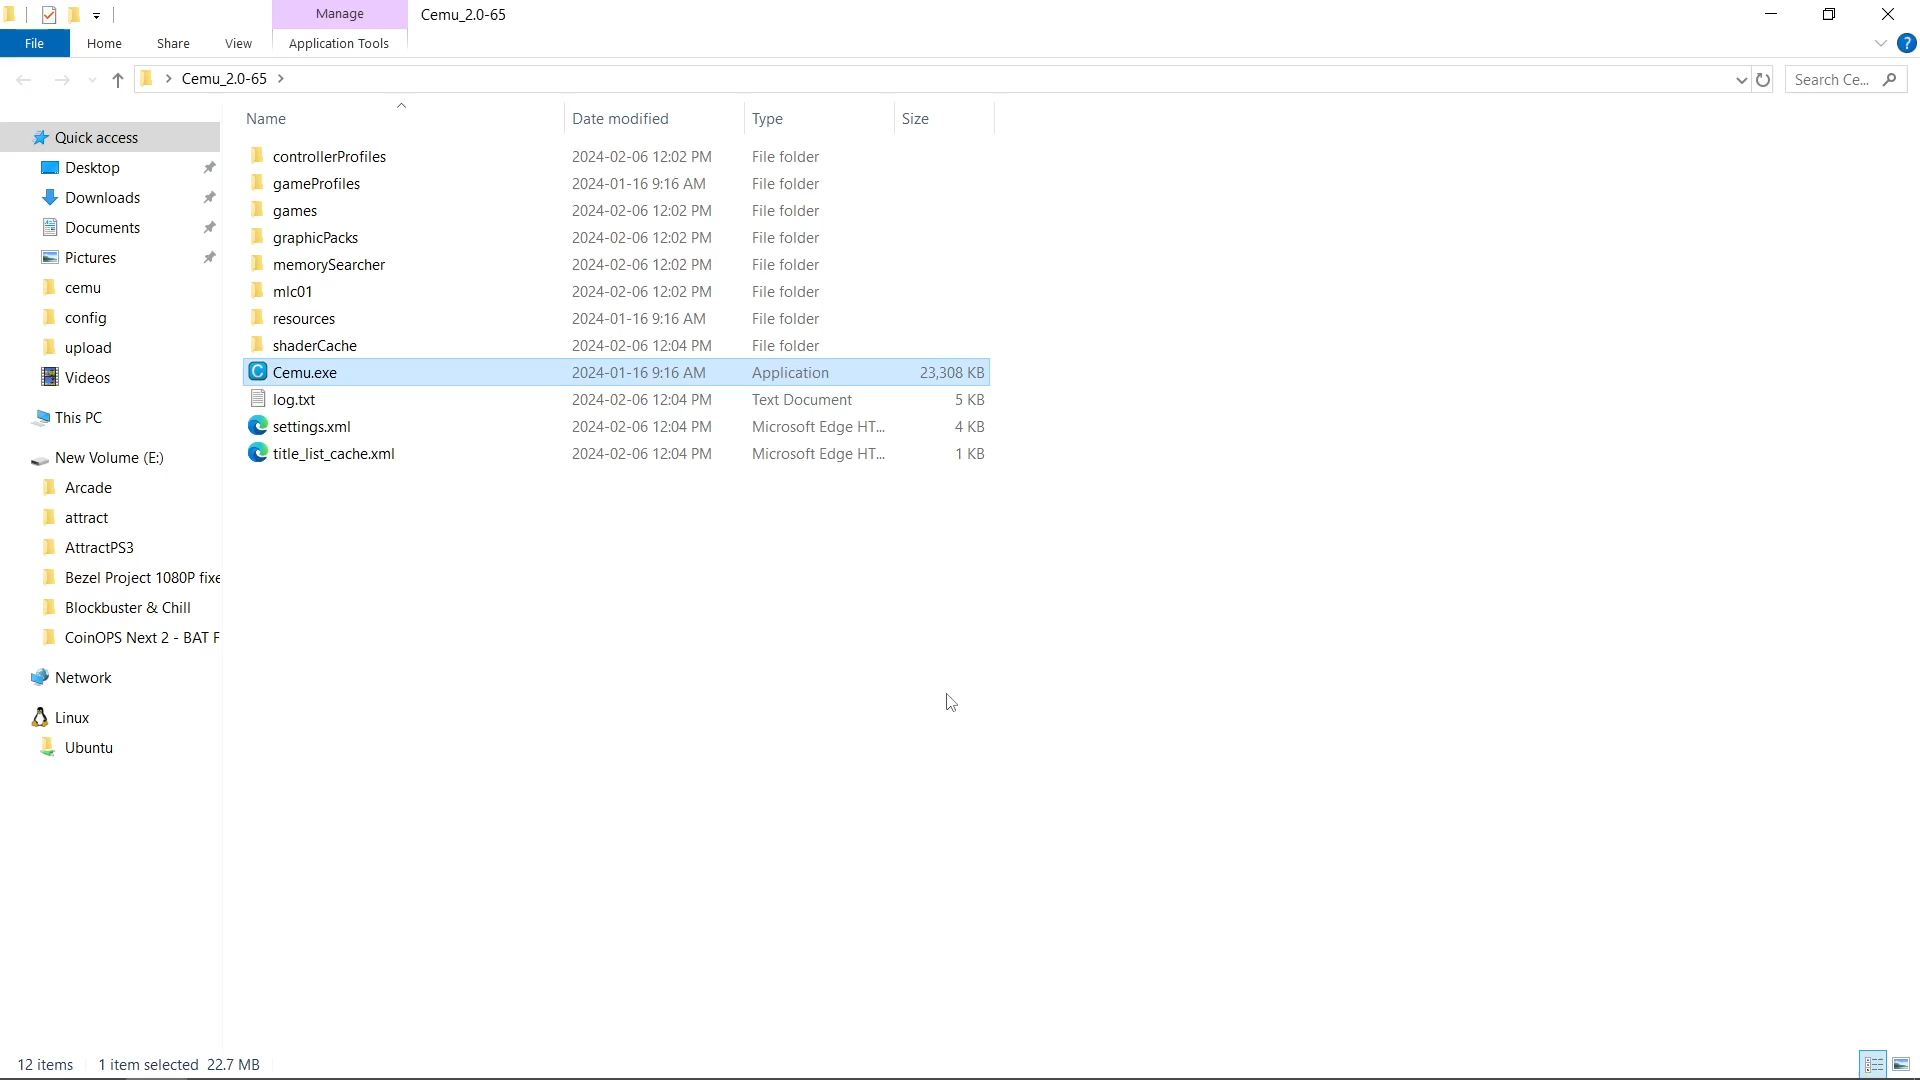 Manage
Cemu_2.0-65
File
Home
Share
View
Application Tools
?
Cemu_2.0-65
Search Ce...
Name
Date modified
Type
Size
Quick access
Desktop
Downloads
Documents
Pictures
cemu
config
upload
Videos
This PC
New Volume (E:)
Arcade
attract
AttractPS3
Bezel Project 1080P fixe
Blockbuster & Chill
CoinOPS Next 2 - BAT F
Network
Linux
Ubuntu
controllerProfiles 2024-02-06 12:02 PM File folder
gameProfiles 2024-01-16 9:16 AM File folder
games 2024-02-06 12:02 PM File folder
graphicPacks 2024-02-06 12:02 PM File folder
memorySearcher 2024-02-06 12:02 PM File folder
mlc01 2024-02-06 12:02 PM File folder
resources 2024-01-16 9:16 AM File folder
shaderCache 2024-02-06 12:04 PM File folder
C Cemu.exe 2024-01-16 9:16 AM Application 23,308 KB
log.txt 2024-02-06 12:04 PM Text Document 5 KB
settings.xml 2024-02-06 12:04 PM Microsoft Edge HT... 4 KB
title_list_cache.xml 2024-02-06 12:04 PM Microsoft Edge HT... 1 KB
12 items
1 item selected 22.7 MB